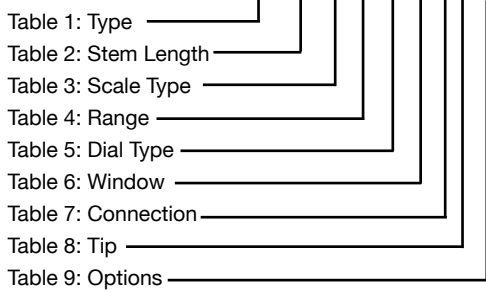 Table 1: Type
Table 2: Stem Length
Table 3: Scale Type
Table 4: Range
Table 5: Dial Type
Table 6: Window
Table 7: Connection
Table 8: Tip
Table 9: Options